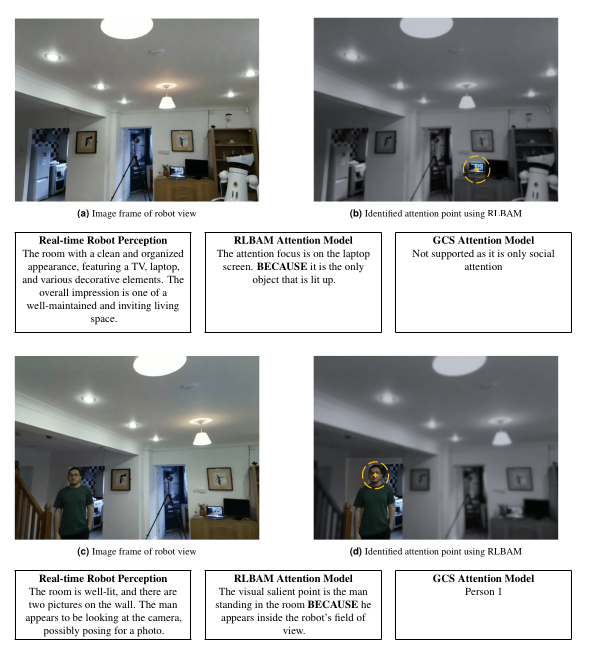 (a) Image frame of robot view
(b) Identified attention point using RLBAM
Real-time Robot Perception
The room with a clean and organized
appearance, featuring a TV, laptop,
and various decorative elements. The
overall impression is one of a
well-maintained and inviting living
space.
RLBAM Attention Model
The attention focus is on the laptop
screen. BECAUSE it is the only
object that is lit up.
GCS Attention Model
Not supported as it is only social
attention
(c) Image frame of robot view
(d) Identified attention point using RLBAM
Real-time Robot Perception
The room is well-lit, and there are
two pictures on the wall. The man
appears to be looking at the camera,
possibly posing for a photo.
RLBAM Attention Model
The visual salient point is the man
standing in the room BECAUSE he
appears inside the robot's field of
view.
GCS Attention Model
Person 1